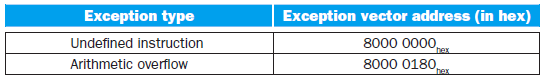 Exception type Exception vector address (in hex)
Undefined instruction 8000 0000hex
Arithmetic overflow 8000 0180hex